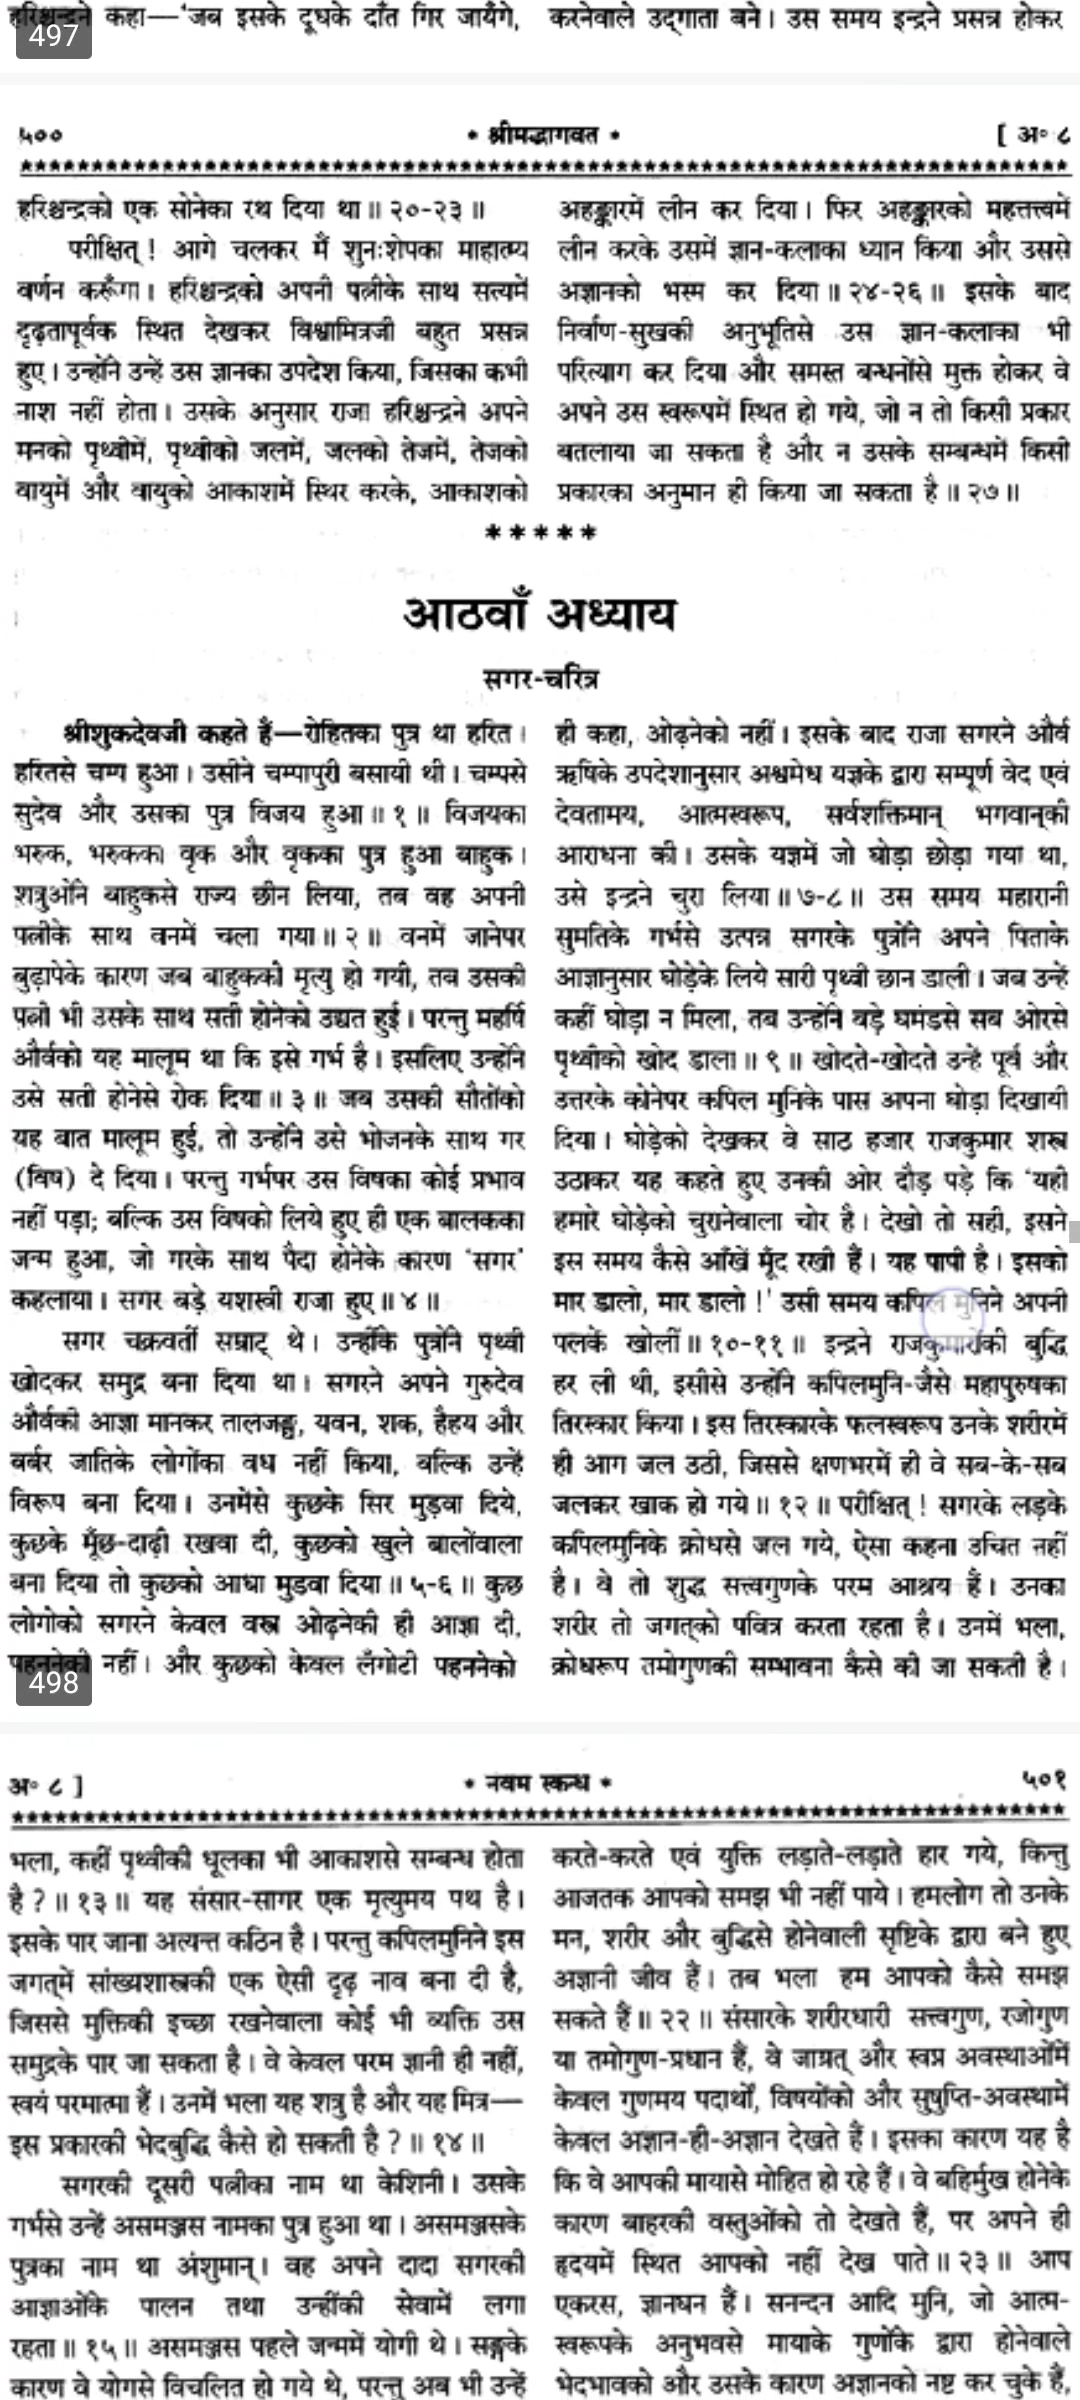 कहा—‘जब इसके दूधके दाँत गिर जायँगे,
करनेवाले उद्गाता बने। उस समय इन्द्रने प्रसन्न होकर
497
५००
• श्रीमद्भागवत •
[ अ० ८
हरिश्चन्द्रको एक सोनेका रथ दिया था॥ २०-२३॥
परीक्षित्! आगे चलकर मैं शुनःशेपका माहात्म्य
वर्णन करूँगा। हरिश्चन्द्रको अपनी पत्नीके साथ सत्यमें
दृढ़तापूर्वक स्थित देखकर विश्वामित्रजी बहुत प्रसन्न
हुए। उन्होंने उन्हें उस ज्ञानका उपदेश किया, जिसका कभी
नाश नहीं होता। उसके अनुसार राजा हरिश्चन्द्रने अपने
मनको पृथ्वीमें, पृथ्वीको जलमें, जलको तेजमें, तेजको
वायुमें और वायुको आकाशमें स्थिर करके, आकाशको
अहङ्कारमें लीन कर दिया। फिर अहङ्कारको महत्तत्त्वमें
लीन करके उसमें ज्ञान-कलाका ध्यान किया और उससे
अज्ञानको भस्म कर दिया॥ २४-२६॥ इसके बाद
निर्वाण-सुखकी अनुभूतिसे उस ज्ञान-कलाका भी
परित्याग कर दिया और समस्त बन्धनोंसे मुक्त होकर वे
अपने उस स्वरूपमें स्थित हो गये, जो न तो किसी प्रकार
बतलाया जा सकता है और न उसके सम्बन्धमें किसी
प्रकारका अनुमान ही किया जा सकता है॥ २७॥
*****
आठवाँ अध्याय
सगर-चरित्र
श्रीशुकदेवजी कहते हैं—रोहितका पुत्र था हरित।
हरितसे चम्प हुआ। उसीने चम्पापुरी बसायी थी। चम्पसे
सुदेव और उसका पुत्र विजय हुआ॥ १॥ विजयका
भरुक, भरुकका वृक और वृकका पुत्र हुआ बाहुक।
शत्रुओंने बाहुकसे राज्य छीन लिया, तब वह अपनी
पत्नीके साथ वनमें चला गया॥ २॥ वनमें जानेपर
बुढ़ापेके कारण जब बाहुककी मृत्यु हो गयी, तब उसकी
पत्नी भी उसके साथ सती होनेको उद्यत हुई। परन्तु महर्षि
और्वको यह मालूम था कि इसे गर्भ है। इसलिए उन्होंने
उसे सती होनेसे रोक दिया॥ ३॥ जब उसकी सौतोंको
यह बात मालूम हुई, तो उन्होंने उसे भोजनके साथ गर
(विष) दे दिया। परन्तु गर्भपर उस विषका कोई प्रभाव
नहीं पड़ा; बल्कि उस विषको लिये हुए ही एक बालकका
जन्म हुआ, जो गरके साथ पैदा होनेके कारण ‘सगर’
कहलाया। सगर बड़े यशस्वी राजा हुए॥ ४॥
सगर चक्रवर्ती सम्राट् थे। उन्हींके पुत्रोंने पृथ्वी
खोदकर समुद्र बना दिया था। सगरने अपने गुरुदेव
और्वकी आज्ञा मानकर तालजङ्घ, यवन, शक, हैहय और
बर्बर जातिके लोगोंका वध नहीं किया, बल्कि उन्हें
विरूप बना दिया। उनमेंसे कुछके सिर मुड़वा दिये,
कुछके मूँछ-दाढ़ी रखवा दी, कुछको खुले बालोंवाला
बना दिया तो कुछको आधा मुड़वा दिया॥ ५-६॥ कुछ
लोगोंको सगरने केवल वस्त्र ओढ़नेकी ही आज्ञा दी,
पहननेकी नहीं। और कुछको केवल लँगोटी पहननेको
ही कहा, ओढ़नेको नहीं। इसके बाद राजा सगरने और्व
ऋषिके उपदेशानुसार अश्वमेध यज्ञके द्वारा सम्पूर्ण वेद एवं
देवतामय, आत्मस्वरूप, सर्वशक्तिमान् भगवान्‌की
आराधना की। उसके यज्ञमें जो घोड़ा छोड़ा गया था,
उसे इन्द्रने चुरा लिया॥ ७-८॥ उस समय महारानी
सुमतिके गर्भसे उत्पन्न सगरके पुत्रोंने अपने पिताके
आज्ञानुसार घोड़ेके लिये सारी पृथ्वी छान डाली। जब उन्हें
कहीं घोड़ा न मिला, तब उन्होंने बड़े घमंडसे सब ओरसे
पृथ्वीको खोद डाला॥ ९॥ खोदते-खोदते उन्हें पूर्व और
उत्तरके कोनेपर कपिल मुनिके पास अपना घोड़ा दिखायी
दिया। घोड़ेको देखकर वे साठ हजार राजकुमार शस्त्र
उठाकर यह कहते हुए उनकी ओर दौड़ पड़े कि ‘यही
हमारे घोड़ेको चुरानेवाला चोर है। देखो तो सही, इसने
इस समय कैसे आँखें मूँद रखी हैं। यह पापी है। इसको
मार डालो, मार डालो!’ उसी समय कपिल मुनिने अपनी
पलकें खोलीं॥ १०-११॥ इन्द्रने राजकुमारोंकी बुद्धि
हर ली थी, इसीसे उन्होंने कपिलमुनि-जैसे महापुरुषका
तिरस्कार किया। इस तिरस्कारके फलस्वरूप उनके शरीरमें
ही आग जल उठी, जिससे क्षणभरमें ही वे सब-के-सब
जलकर खाक हो गये॥ १२॥ परीक्षित्! सगरके लड़के
कपिलमुनिके क्रोधसे जल गये, ऐसा कहना उचित नहीं
है। वे तो शुद्ध सत्त्वगुणके परम आश्रय हैं। उनका
शरीर तो जगत्‌को पवित्र करता रहता है। उनमें भला,
क्रोधरूप तमोगुणकी सम्भावना कैसे की जा सकती है।
498
अ० ८ ]
• नवम स्कन्ध •
५०१
भला, कहीं पृथ्वीकी धूलका भी आकाशसे सम्बन्ध होता
है?॥ १३॥ यह संसार-सागर एक मृत्युमय पथ है।
इसके पार जाना अत्यन्त कठिन है। परन्तु कपिलमुनिने इस
जगत्‌में सांख्यशास्त्रकी एक ऐसी दृढ़ नाव बना दी है,
जिससे मुक्तिकी इच्छा रखनेवाला कोई भी व्यक्ति उस
समुद्रके पार जा सकता है। वे केवल परम ज्ञानी ही नहीं,
स्वयं परमात्मा हैं। उनमें भला यह शत्रु है और यह मित्र—
इस प्रकारकी भेदबुद्धि कैसे हो सकती है?॥ १४॥
सगरकी दूसरी पत्नीका नाम था केशिनी। उसके
गर्भसे उन्हें असमञ्जस नामका पुत्र हुआ था। असमञ्जसके
पुत्रका नाम था अंशुमान्। वह अपने दादा सगरकी
आज्ञाओंके पालन तथा उन्हींकी सेवामें लगा
रहता॥ १५॥ असमञ्जस पहले जन्ममें योगी थे। सङ्गके
कारण वे योगसे विचलित हो गये थे, परन्तु अब भी उन्हें
करते-करते एवं युक्ति लड़ाते-लड़ाते हार गये, किन्तु
आजतक आपको समझ भी नहीं पाये। हमलोग तो उनके
मन, शरीर और बुद्धिसे होनेवाली सृष्टिके द्वारा बने हुए
अज्ञानी जीव हैं। तब भला हम आपको कैसे समझ
सकते हैं॥ २२॥ संसारके शरीरधारी सत्त्वगुण, रजोगुण
या तमोगुण-प्रधान हैं, वे जाग्रत् और स्वप्न अवस्थाओंमें
केवल गुणमय पदार्थों, विषयोंको और सुषुप्ति-अवस्थामें
केवल अज्ञान-ही-अज्ञान देखते हैं। इसका कारण यह है
कि वे आपकी मायासे मोहित हो रहे हैं। वे बहिर्मुख होनेके
कारण बाहरकी वस्तुओंको तो देखते हैं, पर अपने ही
हृदयमें स्थित आपको नहीं देख पाते॥ २३॥ आप
एकरस, ज्ञानघन हैं। सनन्दन आदि मुनि, जो आत्म-
स्वरूपके अनुभवसे मायाके गुणोंके द्वारा होनेवाले
भेदभावको और उसके कारण अज्ञानको नष्ट कर चुके हैं,